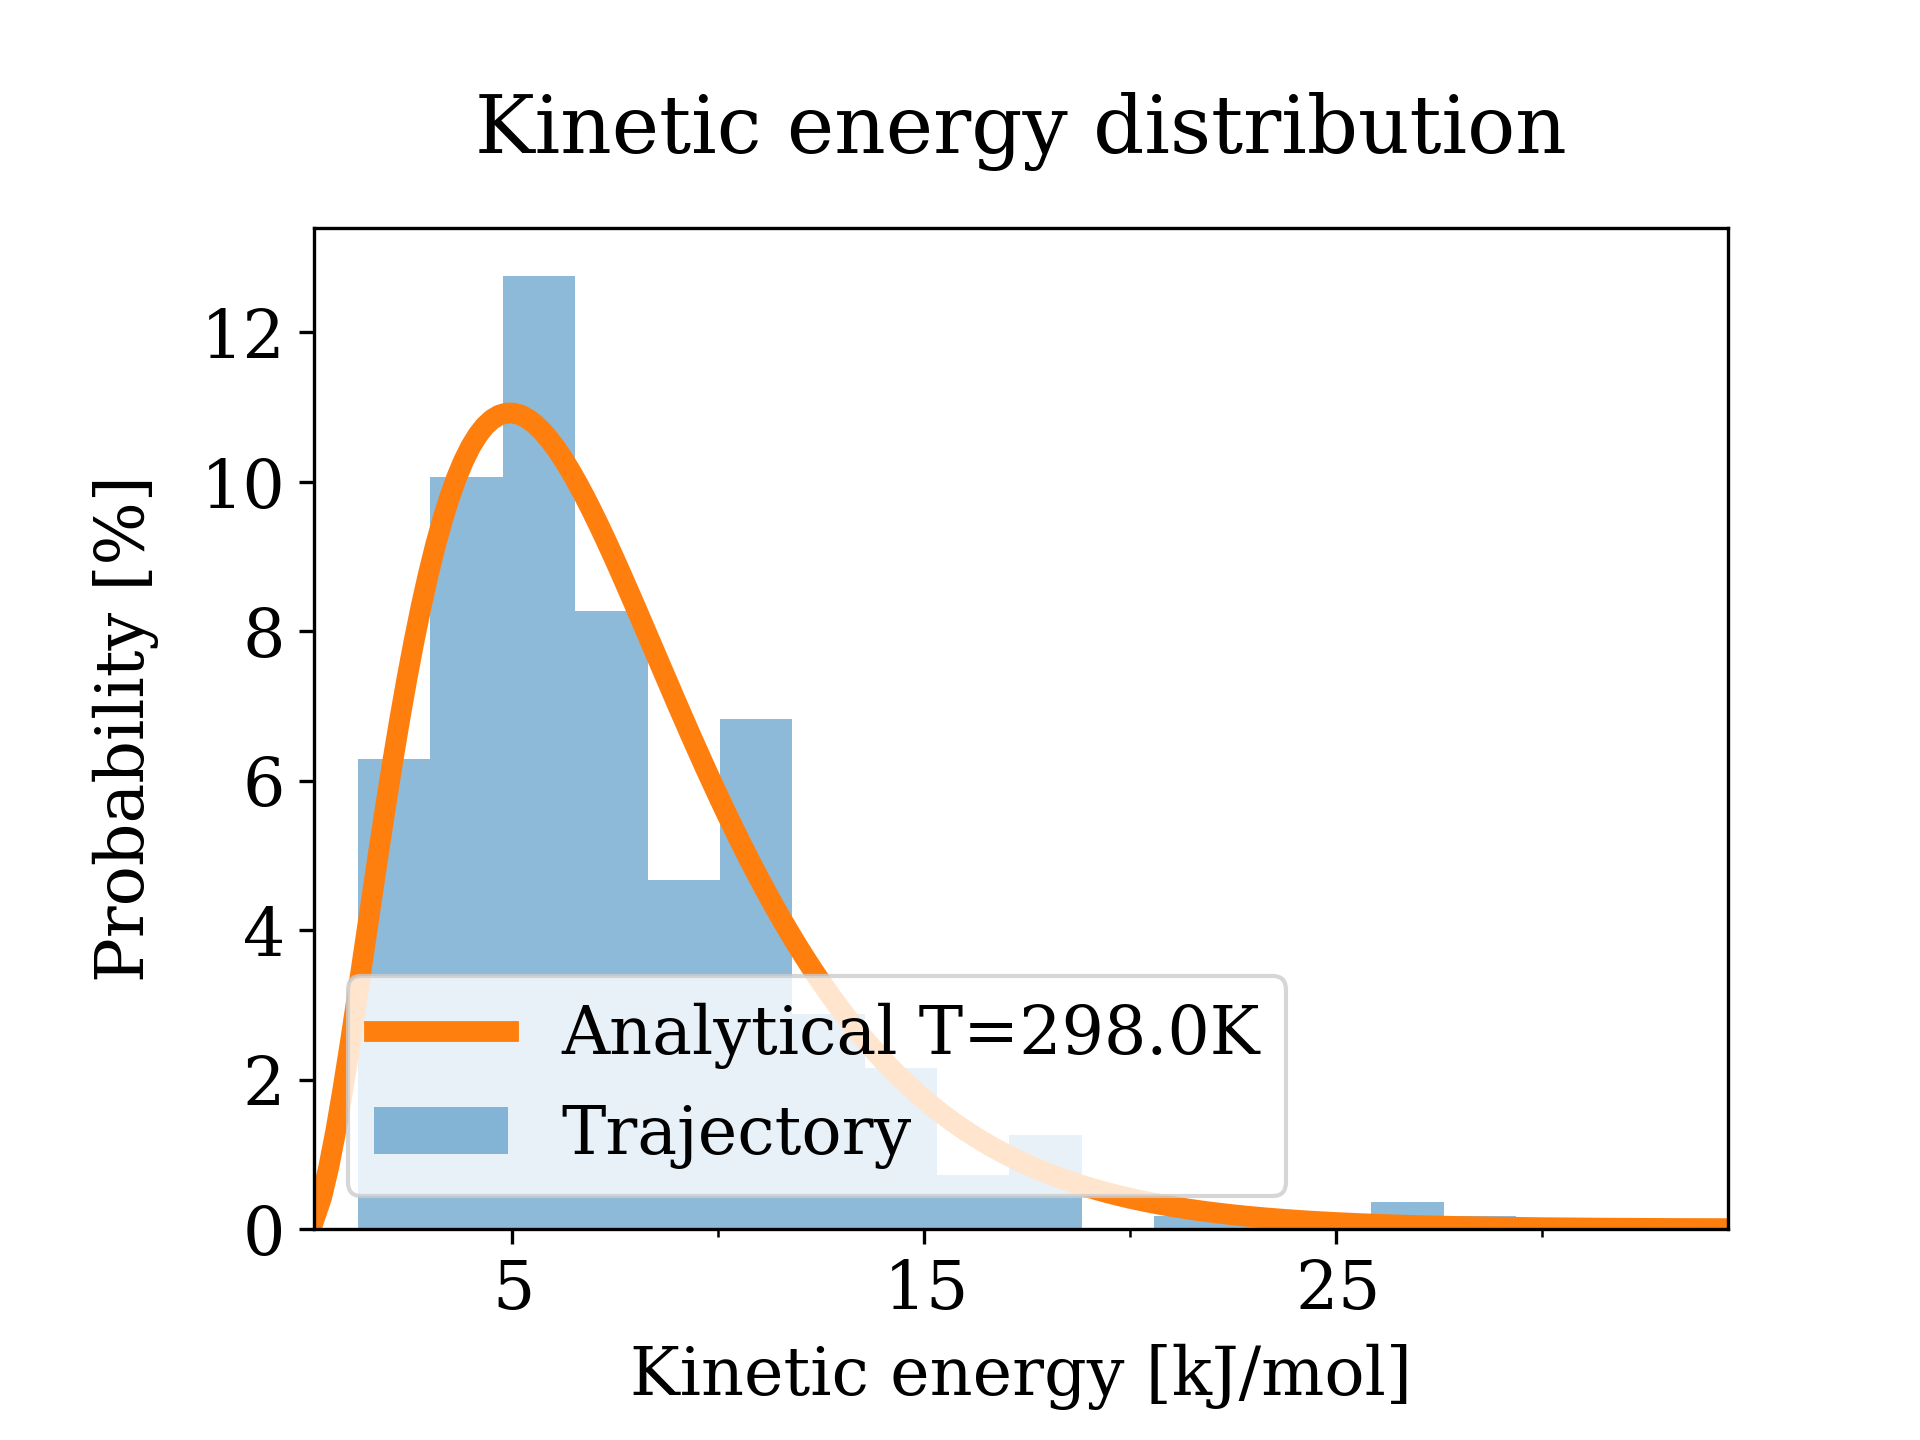 Kinetic energy distribution
12
10
8
6
4
2
0
Probability [%]
Analytical T=298.0K
Trajectory
5 15 25
Kinetic energy [kJ/mol]